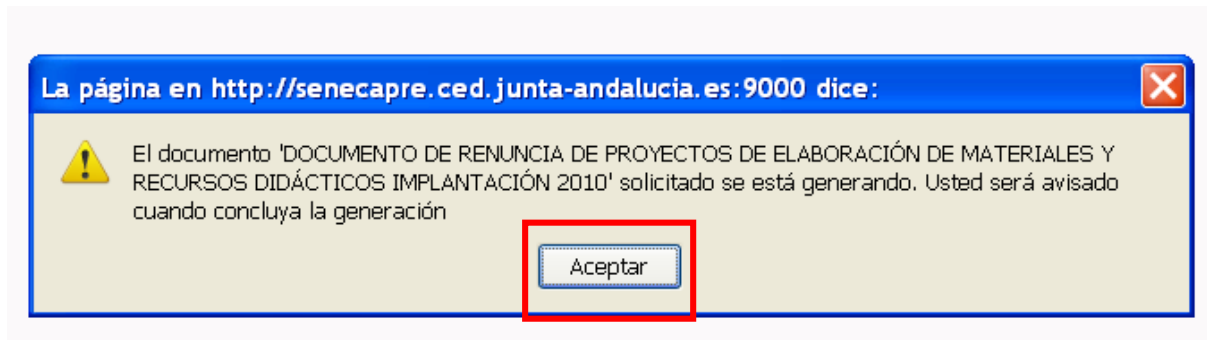 La página en http://senecapre.ced.junta-andalucia.es:9000 dice:
El documento 'DOCUMENTO DE RENUNCIA DE PROYECTOS DE ELABORACIÓN DE MATERIALES Y
RECURSOS DIDÁCTICOS IMPLANTACIÓN 2010' solicitado se está generando. Usted será avisado
cuando concluya la generación
Aceptar